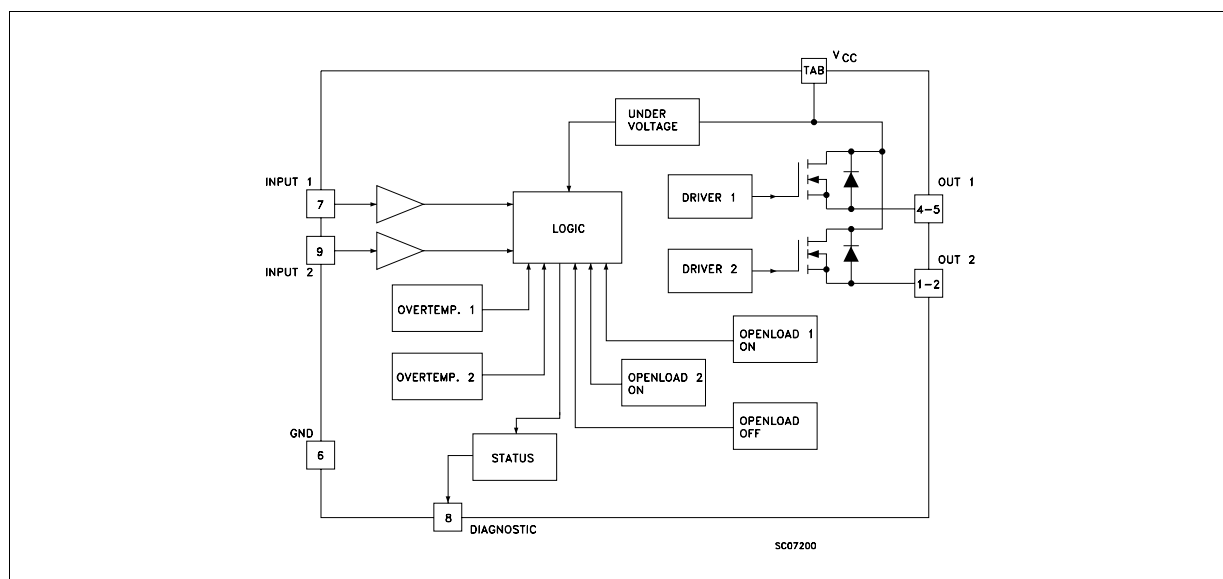 VCC
TAB
UNDER
VOLTAGE
INPUT 1
7
DRIVER 1
OUT 1
4-5
LOGIC
9
INPUT 2
DRIVER 2
OUT 2
1-2
OVERTEMP. 1
OPENLOAD 1
ON
OVERTEMP. 2
OPENLOAD 2
ON
OPENLOAD
OFF
GND
6
STATUS
8
DIAGNOSTIC
SC07200